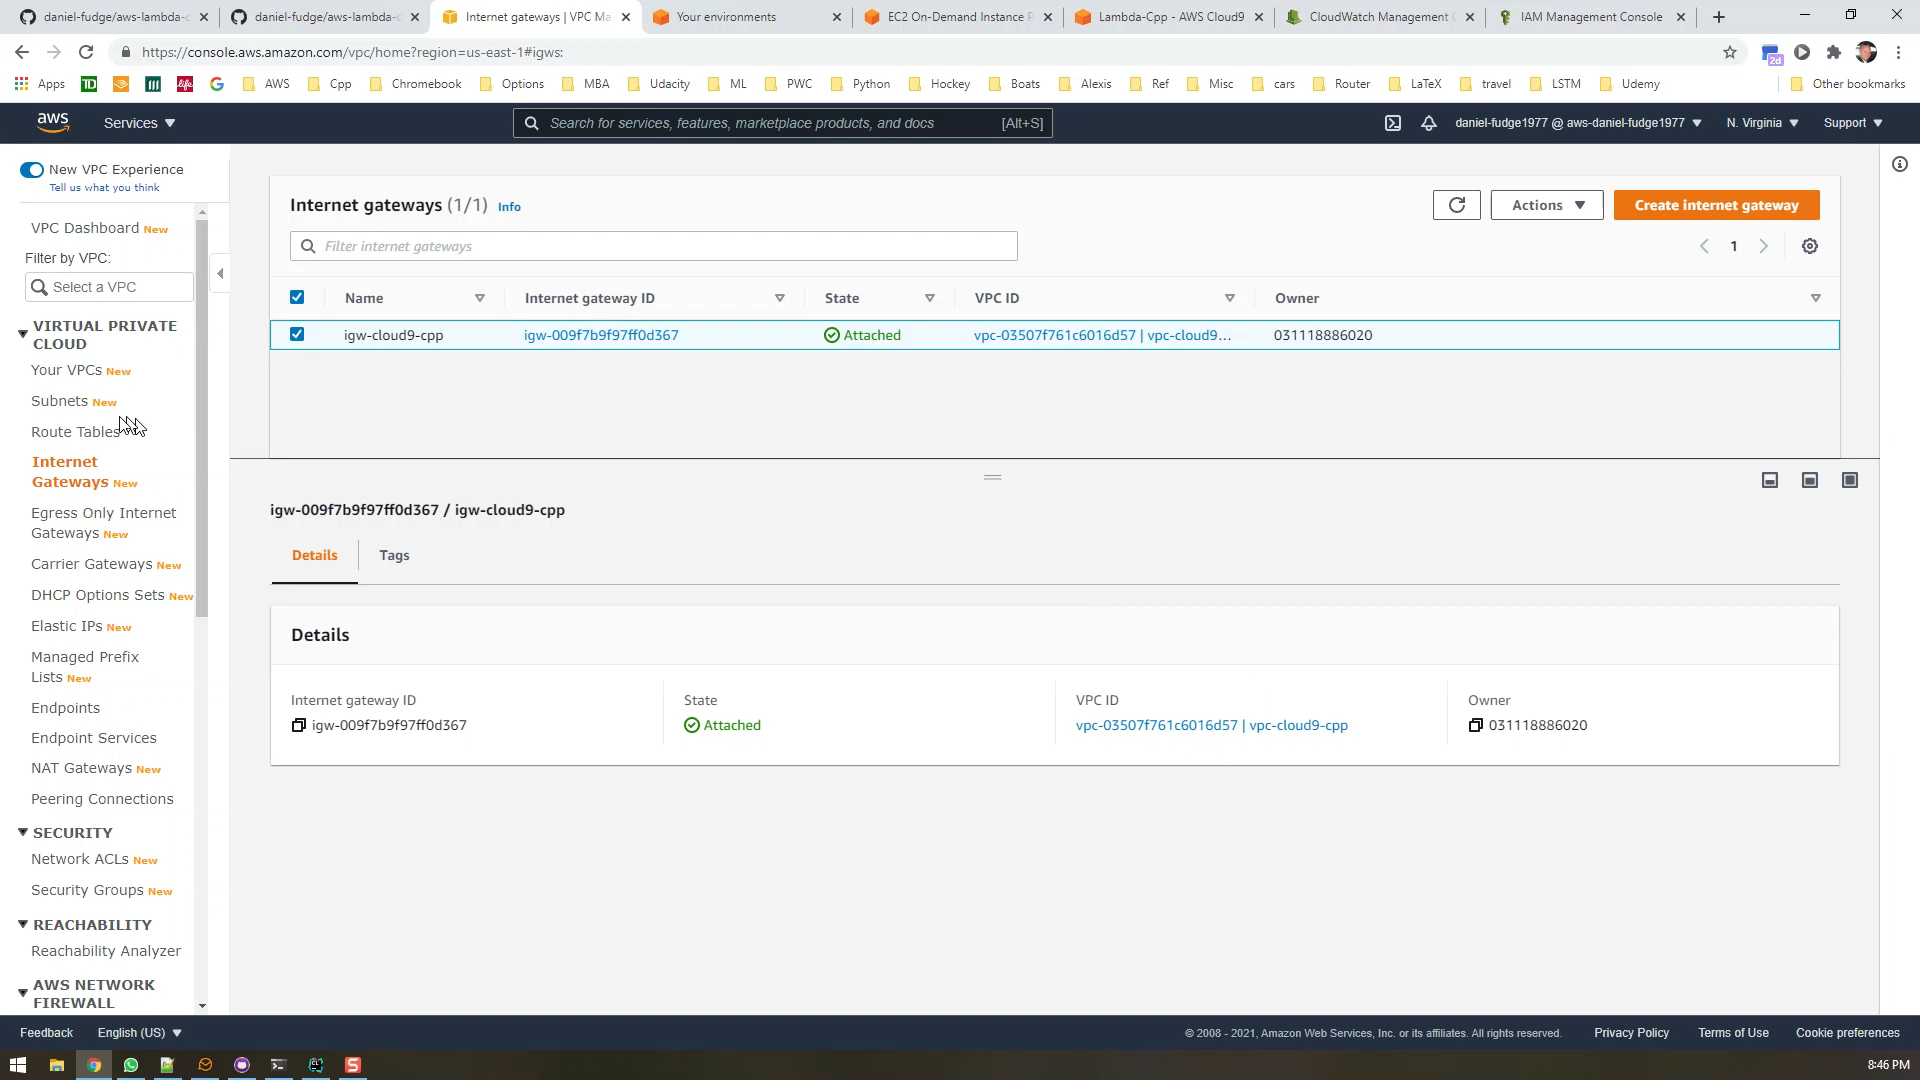 daniel-fudge/aws-lambda-c
daniel-fudge/aws-lambda-c
Internet gateways | VPC Ma
Your environments
EC2 On-Demand Instance P
Lambda-Cpp - AWS Cloud9
CloudWatch Management C
IAM Management Console
https://console.aws.amazon.com/vpc/home?region=us-east-1#igws:
2d
Apps
TD
life
AWS
Cpp
Chromebook
Options
MBA
Udacity
ML
PWC
Python
Hockey
Boats
Alexis
Ref
Misc
cars
Router
LaTeX
travel
LSTM
Udemy
Other bookmarks
aws
Services
Search for services, features, marketplace products, and docs
[Alt+S]
daniel-fudge1977 @ aws-daniel-fudge1977
N. Virginia
Support
New VPC Experience
Tell us what you think
VPC Dashboard New
Filter by VPC:
Select a VPC
VIRTUAL PRIVATE
CLOUD
Your VPCs New
Subnets New
Route Tables
Internet
Gateways New
Egress Only Internet
Gateways New
Carrier Gateways New
DHCP Options Sets New
Elastic IPs New
Managed Prefix
Lists New
Endpoints
Endpoint Services
NAT Gateways New
Peering Connections
SECURITY
Network ACLs New
Security Groups New
REACHABILITY
Reachability Analyzer
AWS NETWORK
FIREWALL
Internet gateways (1/1) Info
Actions
Create internet gateway
Filter internet gateways
1
Name
Internet gateway ID
State
VPC ID
Owner
igw-cloud9-cpp
igw-009f7b9f97ff0d367
Attached
vpc-03507f761c6016d57 | vpc-cloud9...
031118886020
igw-009f7b9f97ff0d367 / igw-cloud9-cpp
Details
Tags
Details
Internet gateway ID
igw-009f7b9f97ff0d367
State
Attached
VPC ID
vpc-03507f761c6016d57 | vpc-cloud9-cpp
Owner
031118886020
Feedback
English (US)
© 2008 - 2021, Amazon Web Services, Inc. or its affiliates. All rights reserved.
Privacy Policy
Terms of Use
Cookie preferences
8:46 PM